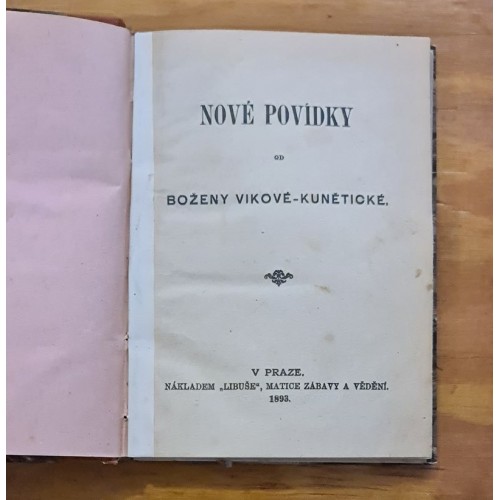 NOVÉ POVÍDKY
OD
BOŽENY VIKOVÉ-KUNĚTICKÉ.
V PRAZE.
NÁKLADEM „LIBUŠE“, MATICE ZÁBAVY A VĚDĚNÍ.
1893.